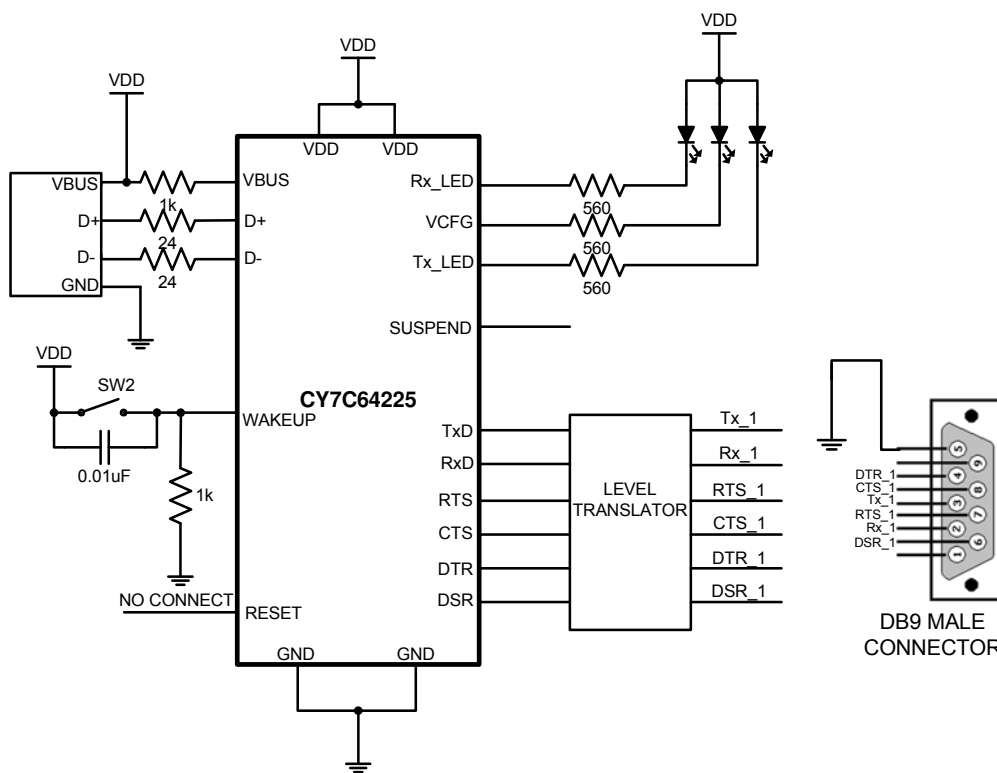 VDD
VDD
VDD
VDD VDD
VBUS
1k
VBUS
D+
24
D+
D-
24
D-
GND
Rx_LED
560
VCFG
560
Tx_LED
560
SUSPEND
VDD
SW2
0.01uF
WAKEUP
1k
CY7C64225
NO CONNECT
RESET
GND GND
TxD
RxD
RTS
CTS
DTR
DSR
LEVEL
TRANSLATOR
Tx_1
Rx_1
RTS_1
CTS_1
DTR_1
DSR_1
DTR_1
CTS_1
Tx_1
RTS_1
Rx_1
DSR_1
5
9
4
8
3
7
2
6
1
DB9 MALE
CONNECTOR